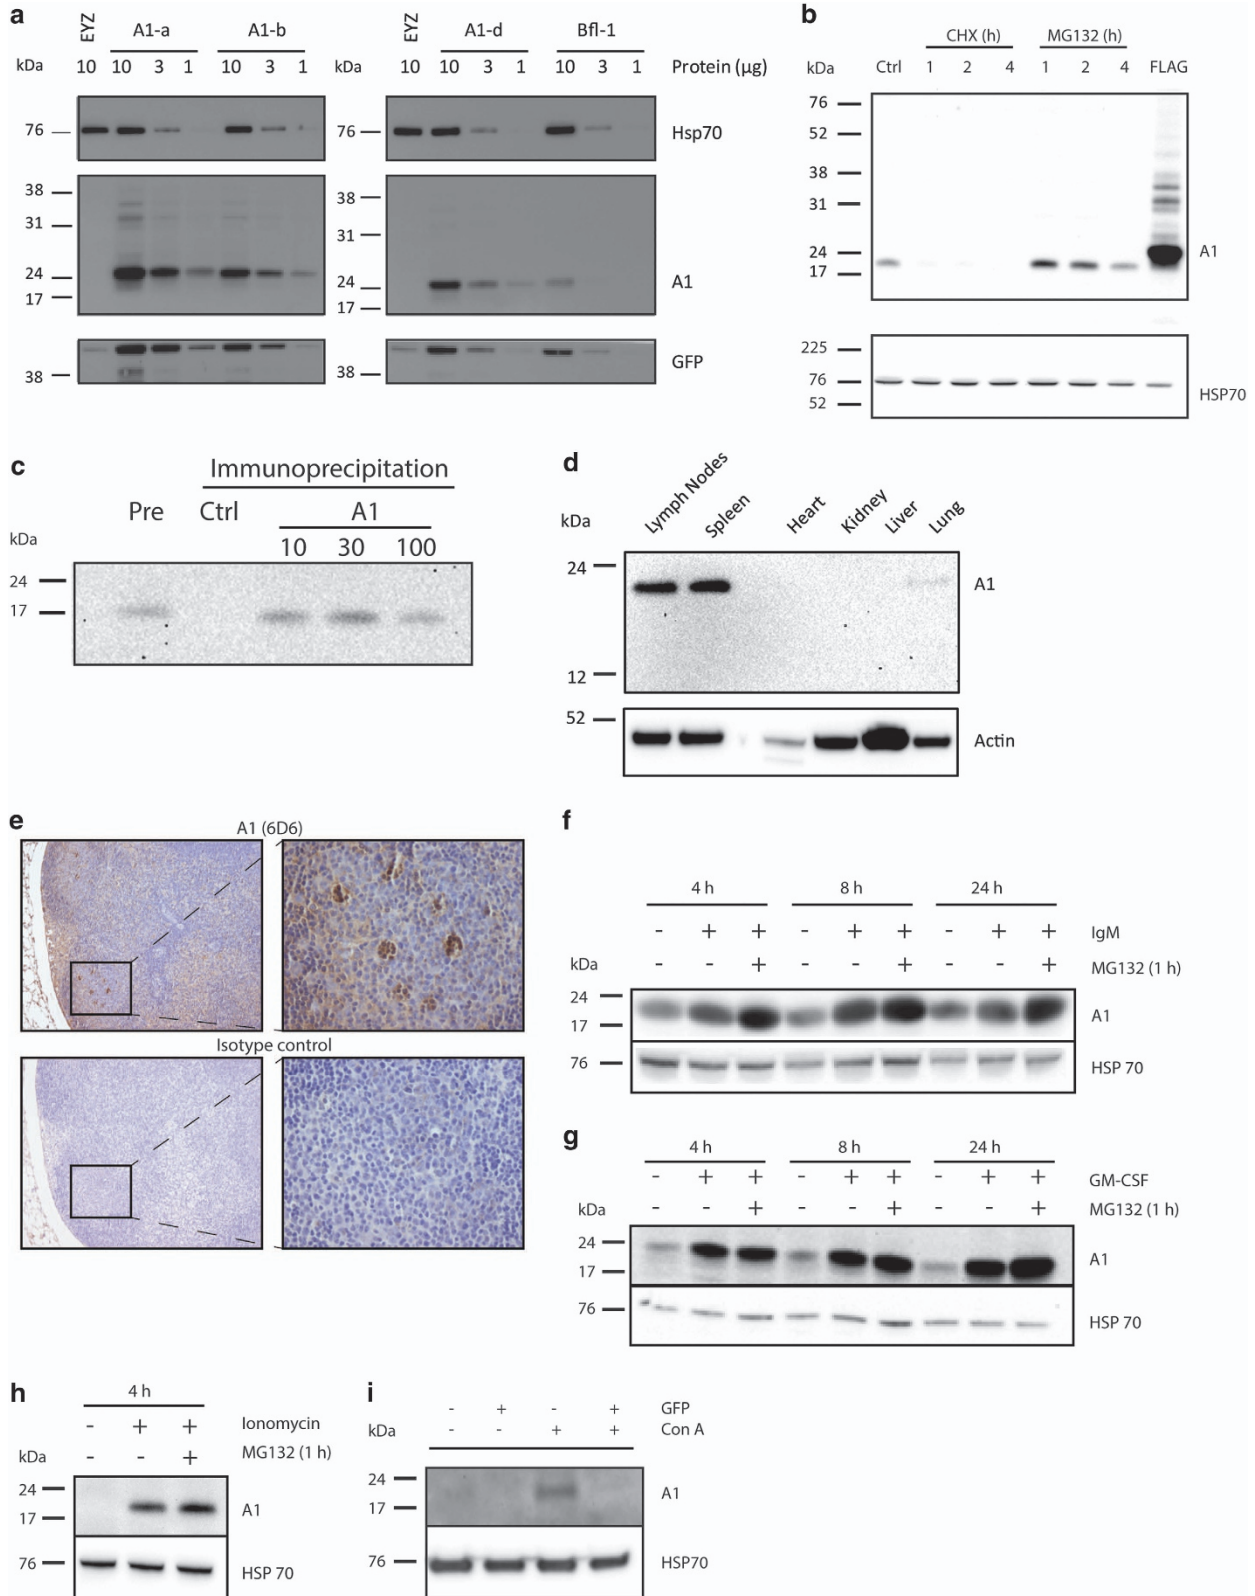 a
EYZ A1-a A1-b EYZ A1-d Bfl-1
kDa 10 10 3 1 10 3 1 kDa 10 10 3 1 10 3 1 Protein (µg)
76 76 Hsp70
38 38
31 31
24 24 A1
17 17
38 38 GFP
b
CHX (h) MG132 (h)
kDa Ctrl 1 2 4 1 2 4 FLAG
76
52
38
31
24 A1
17
225
76
52 HSP70
c
Immunoprecipitation
Pre Ctrl A1
kDa 10 30 100
24
17
d
kDa Lymph Nodes Spleen Heart Kidney Liver Lung
24 A1
12
52
Actin
e
A1 (6D6)
Isotype control
f
4 h 8 h 24 h
- + + - + + - + + IgM
kDa - - + - - + - - + MG132 (1 h)
24
17 A1
76 HSP 70
g
4 h 8 h 24 h
- + + - + + - + + GM-CSF
kDa - - + - - + - - + MG132 (1 h)
24 A1
17
76 HSP 70
h
4 h
- + + Ionomycin
kDa - - + MG132 (1 h)
24 A1
17
76 HSP 70
i
- + - + GFP
kDa - - + + Con A
24 A1
17
76 HSP70